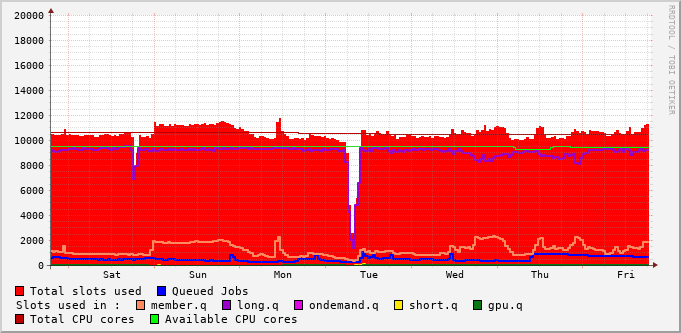 RRDTOOL / TOBI OETIKER
20000
18000
16000
14000
12000
10000
8000
6000
4000
2000
0
Sat Sun Mon Tue Wed Thu Fri
Total slots used Queued Jobs
Slots used in : member.q long.q ondemand.q short.q gpu.q
Total CPU cores Available CPU cores